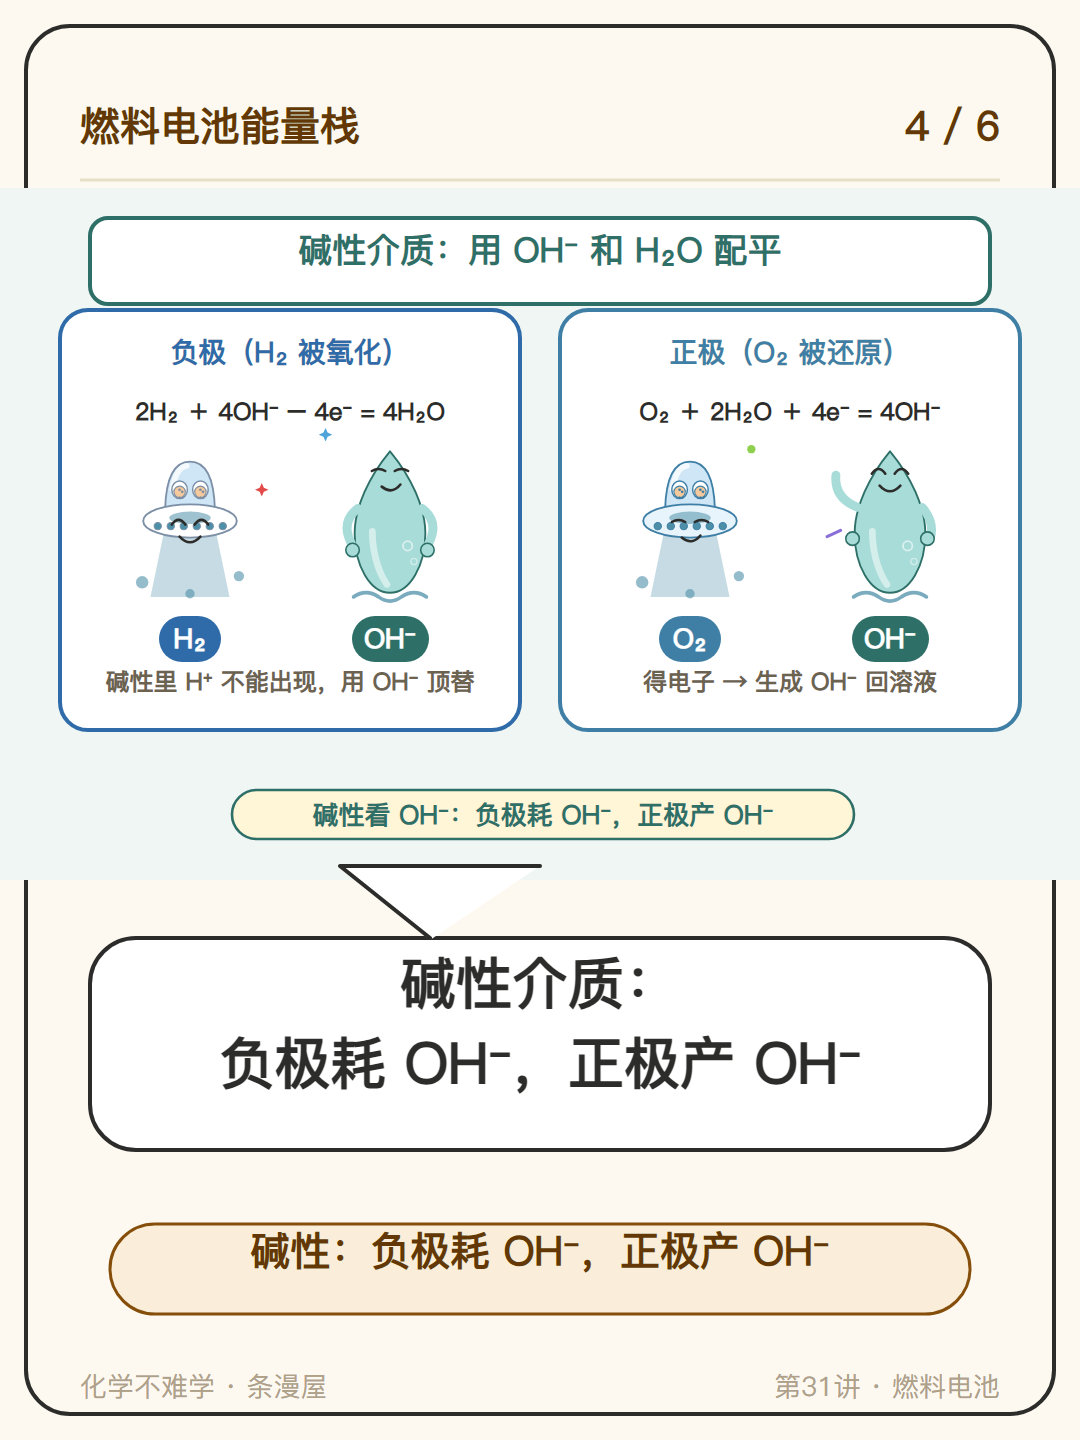 燃料电池能量栈
4 / 6
碱性介质：用 OH⁻ 和 H₂O 配平
负极（H₂ 被氧化）
2H₂ ＋ 4OH⁻ － 4e⁻ = 4H₂O
H₂
OH⁻
碱性里 H⁺ 不能出现，用 OH⁻ 顶替
正极（O₂ 被还原）
O₂ ＋ 2H₂O ＋ 4e⁻ = 4OH⁻
O₂
OH⁻
得电子 → 生成 OH⁻ 回溶液
碱性看 OH⁻：负极耗 OH⁻，正极产 OH⁻
碱性介质：
负极耗 OH⁻，正极产 OH⁻
碱性：负极耗 OH⁻，正极产 OH⁻
化学不难学 · 条漫屋
第31讲 · 燃料电池